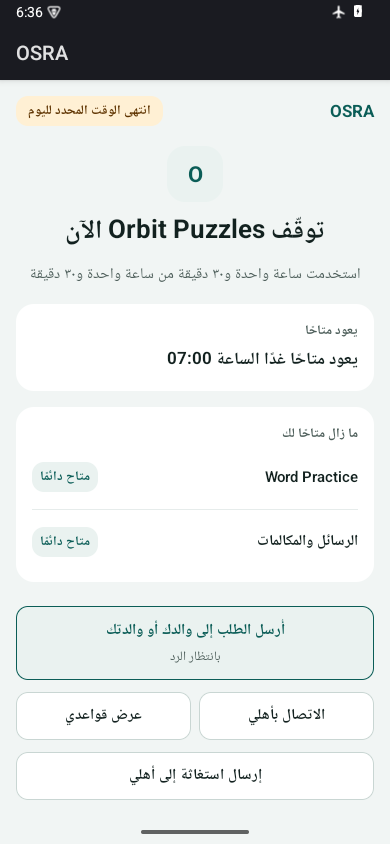 6:36
OSRA
OSRA
انتهى الوقت المحدد لليوم
O
توقّف Orbit Puzzles الآن
استخدمت ساعة واحدة و٣٠ دقيقة من ساعة واحدة و٣٠ دقيقة
يعود متاحًا
يعود متاحًا غدًا الساعة 07:00
ما زال متاحًا لك
Word Practice
متاح دائمًا
الرسائل والمكالمات
متاح دائمًا
أرسل الطلب إلى والدك أو والدتك
بانتظار الرد
الاتصال بأهلي
عرض قواعدي
إرسال استغاثة إلى أهلي